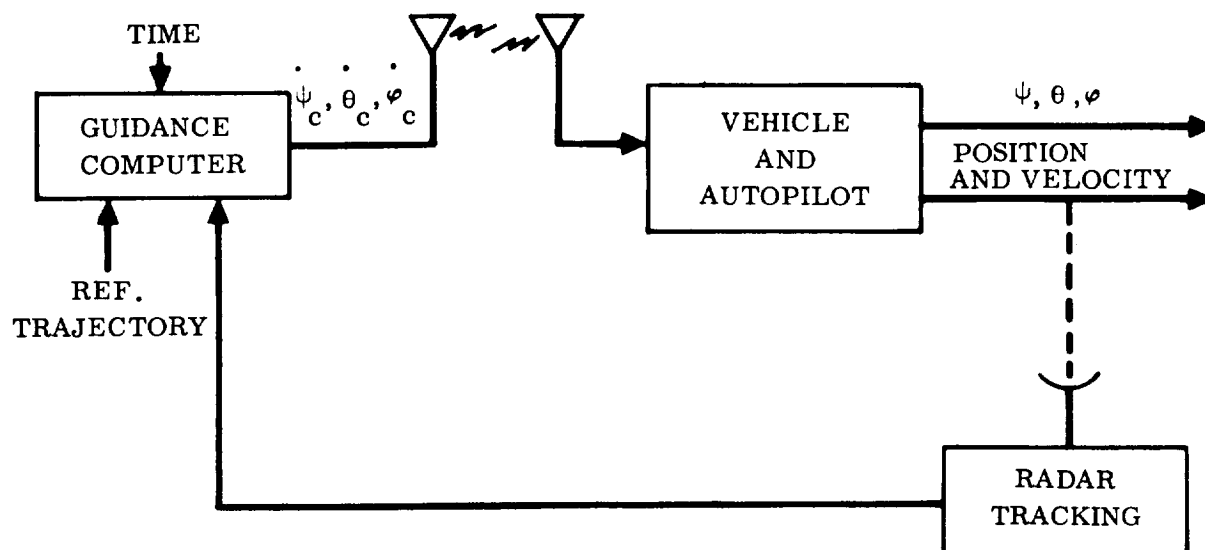 TIME
GUIDANCE
COMPUTER
ψ̇c, θ̇c, φ̇c
REF.
TRAJECTORY
VEHICLE
AND
AUTOPILOT
ψ, θ, φ
POSITION
AND VELOCITY
RADAR
TRACKING